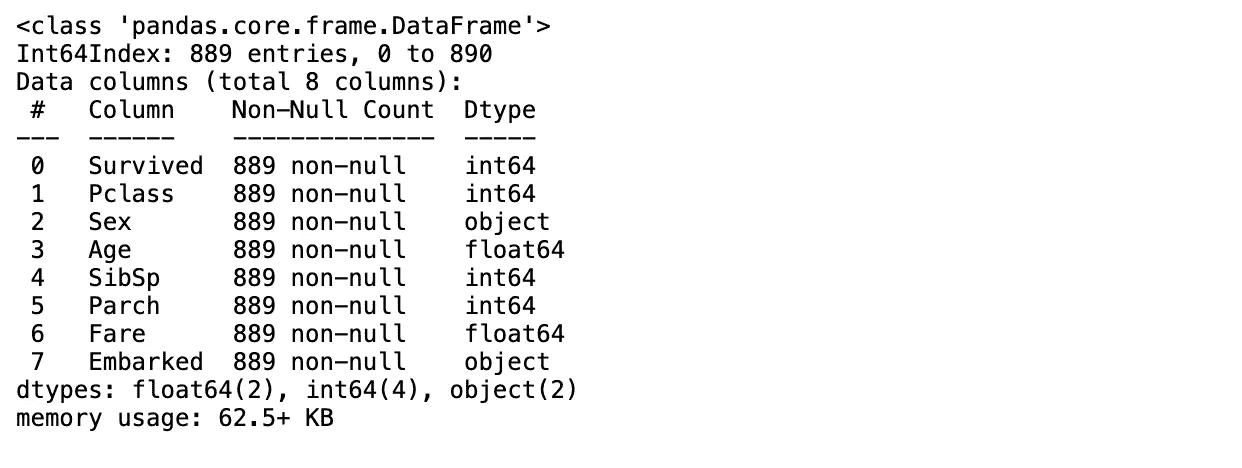 <class 'pandas.core.frame.DataFrame'>
Int64Index: 889 entries, 0 to 890
Data columns (total 8 columns):
 #   Column    Non-Null Count  Dtype
---  ------    --------------  -----
 0   Survived  889 non-null    int64
 1   Pclass    889 non-null    int64
 2   Sex       889 non-null    object
 3   Age       889 non-null    float64
 4   SibSp     889 non-null    int64
 5   Parch     889 non-null    int64
 6   Fare      889 non-null    float64
 7   Embarked  889 non-null    object
dtypes: float64(2), int64(4), object(2)
memory usage: 62.5+ KB